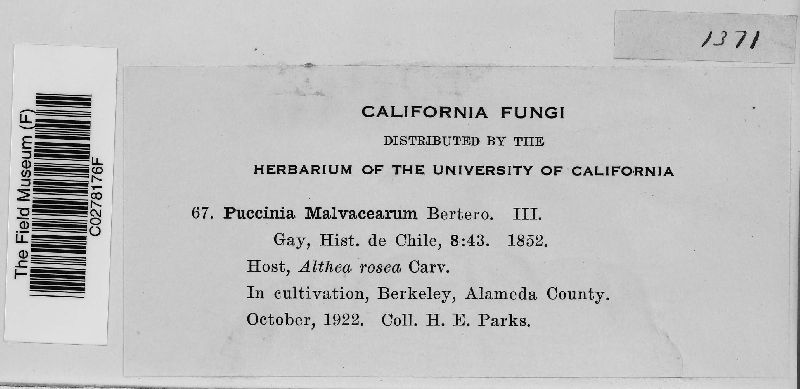 1371
CALIFORNIA FUNGI
DISTRIBUTED BY THE
HERBARIUM OF THE UNIVERSITY OF CALIFORNIA
67. Puccinia Malvacearum Bertero. III.
Gay, Hist. de Chile, 8:43. 1852.
Host, Althea rosea Carv.
In cultivation, Berkeley, Alameda County.
October, 1922. Coll. H. E. Parks.
The Field Museum (F)
C0278176F